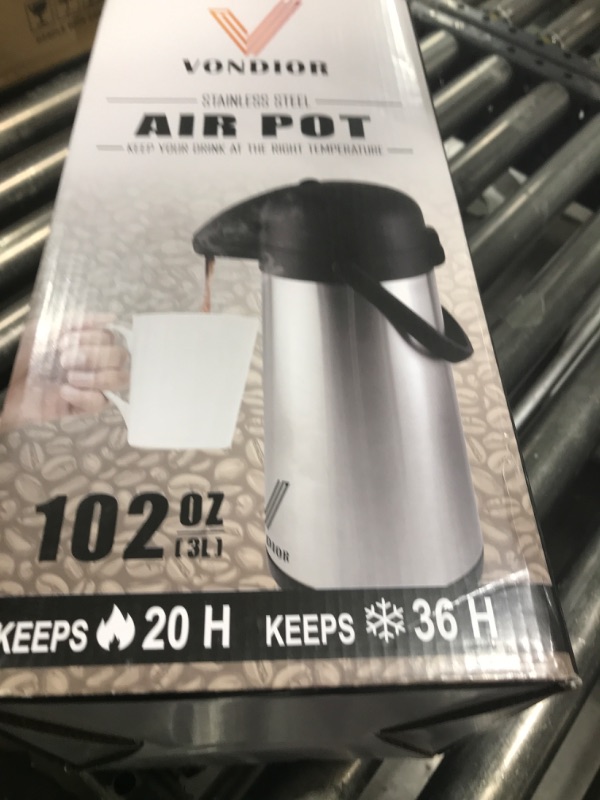 VONDIOR
STAINLESS STEEL
AIR POT
KEEP YOUR DRINK AT THE RIGHT TEMPERATURE
102 OZ
[3L]
DIOR
KEEPS 20 H KEEPS 36 H